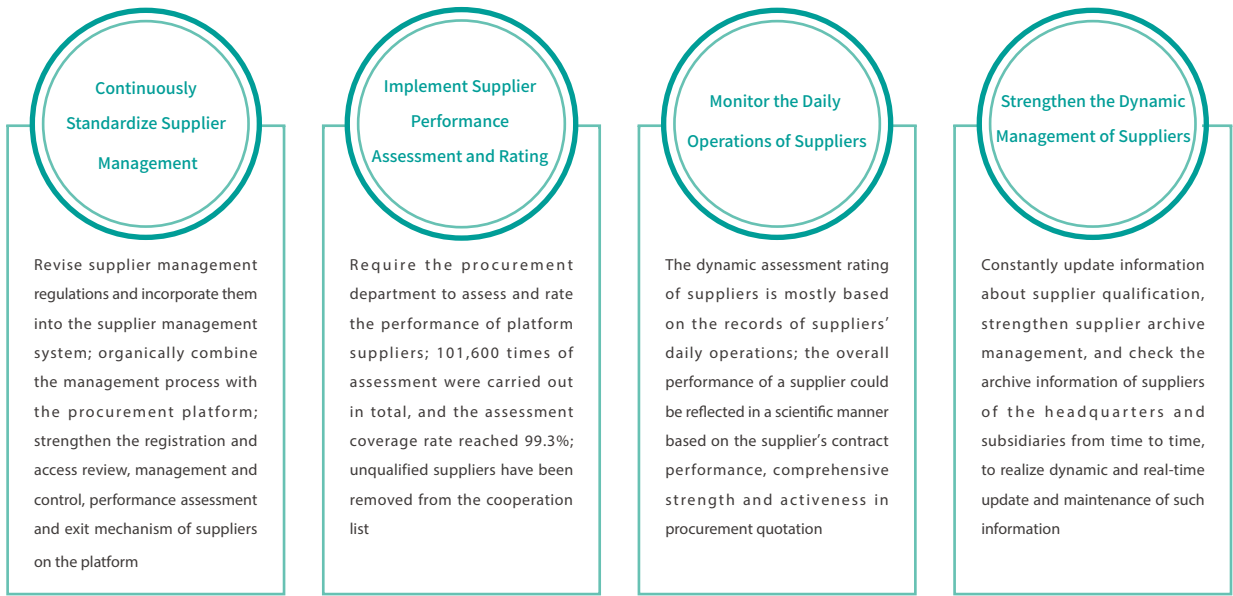 Continuously
Standardize Supplier
Management
Revise supplier management
regulations and incorporate them
into the supplier management
system; organically combine
the management process with
the procurement platform;
strengthen the registration and
access review, management and
control, performance assessment
and exit mechanism of suppliers
on the platform
Implement Supplier
Performance
Assessment and Rating
Require the procurement
department to assess and rate
the performance of platform
suppliers; 101,600 times of
assessment were carried out
in total, and the assessment
coverage rate reached 99.3%;
unqualified suppliers have been
removed from the cooperation
list
Monitor the Daily
Operations of Suppliers
The dynamic assessment rating
of suppliers is mostly based
on the records of suppliers’
daily operations; the overall
performance of a supplier could
be reflected in a scientific manner
based on the supplier’s contract
performance, comprehensive
strength and activeness in
procurement quotation
Strengthen the Dynamic
Management of Suppliers
Constantly update information
about supplier qualification,
strengthen supplier archive
management, and check the
archive information of suppliers
of the headquarters and
subsidiaries from time to time,
to realize dynamic and real-time
update and maintenance of such
information